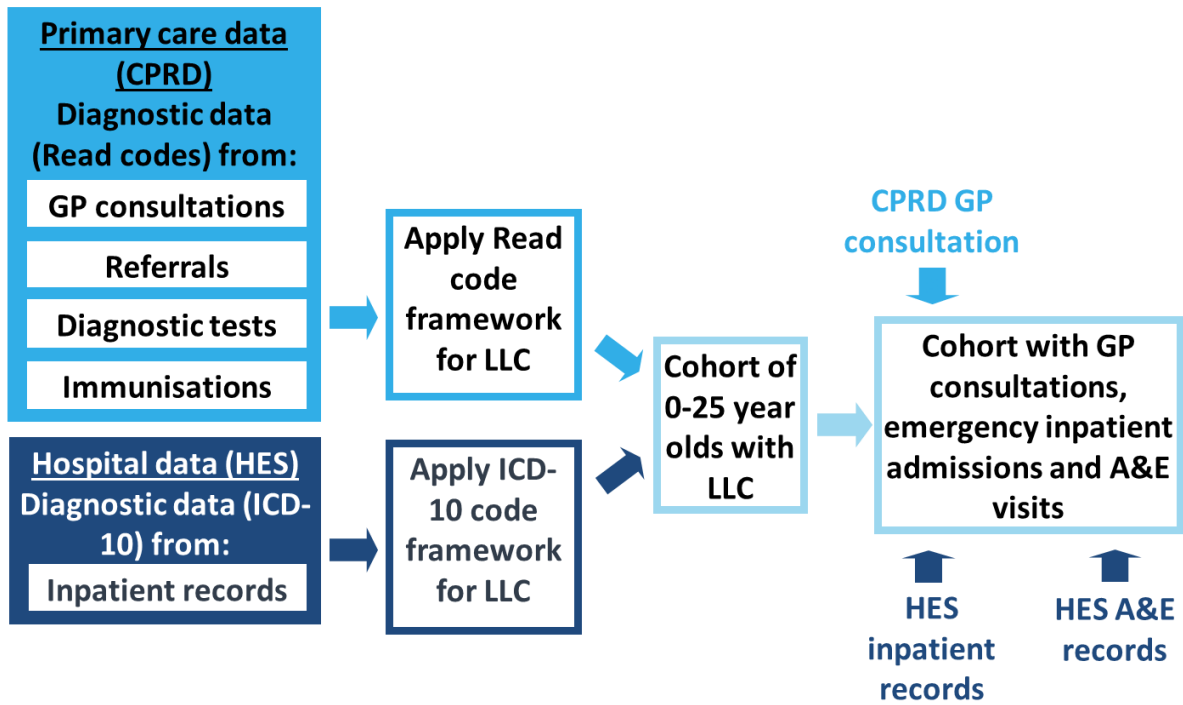 Primary care data
(CPRD)
Diagnostic data
(Read codes) from:
GP consultations
Referrals
Diagnostic tests
Immunisations
Hospital data (HES)
Diagnostic data (ICD-
10) from:
Inpatient records
Apply Read
code
framework
for LLC
Apply ICD-
10 code
framework
for LLC
Cohort of
0-25 year
olds with
LLC
CPRD GP
consultation
Cohort with GP
consultations,
emergency inpatient
admissions and A&E
visits
HES
inpatient
records
HES A&E
records